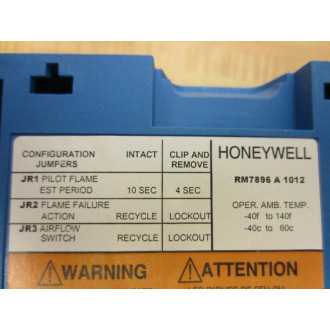 CONFIGURATION JUMPERS INTACT CLIP AND REMOVE
JR1 PILOT FLAME
EST PERIOD 10 SEC 4 SEC
JR2 FLAME FAILURE
ACTION RECYCLE LOCKOUT
JR3 AIRFLOW
SWITCH RECYCLE LOCKOUT
HONEYWELL
RM7896 A 1012
OPER. AMB. TEMP.
-40f to 140f
-40c to 60c
WARNING
ATTENTION